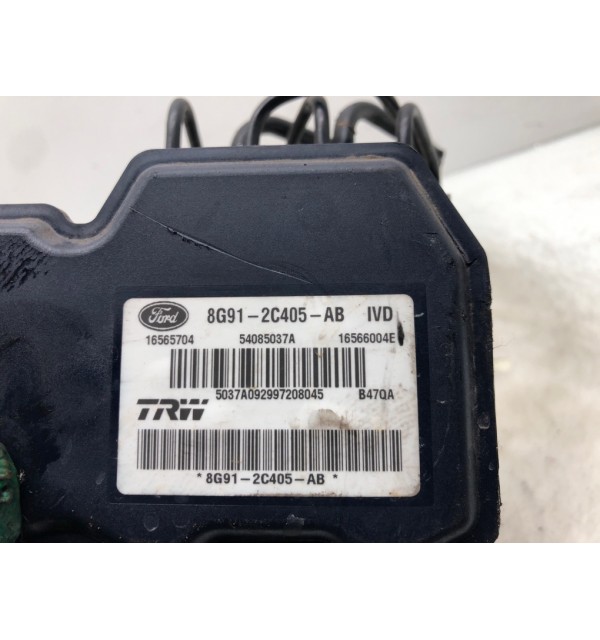 Ford 8G91-2C405-AB IVD
16565704 54085037A 16566004E
5037A092997208045 B47QA
TRW
*8G91-2C405-AB*